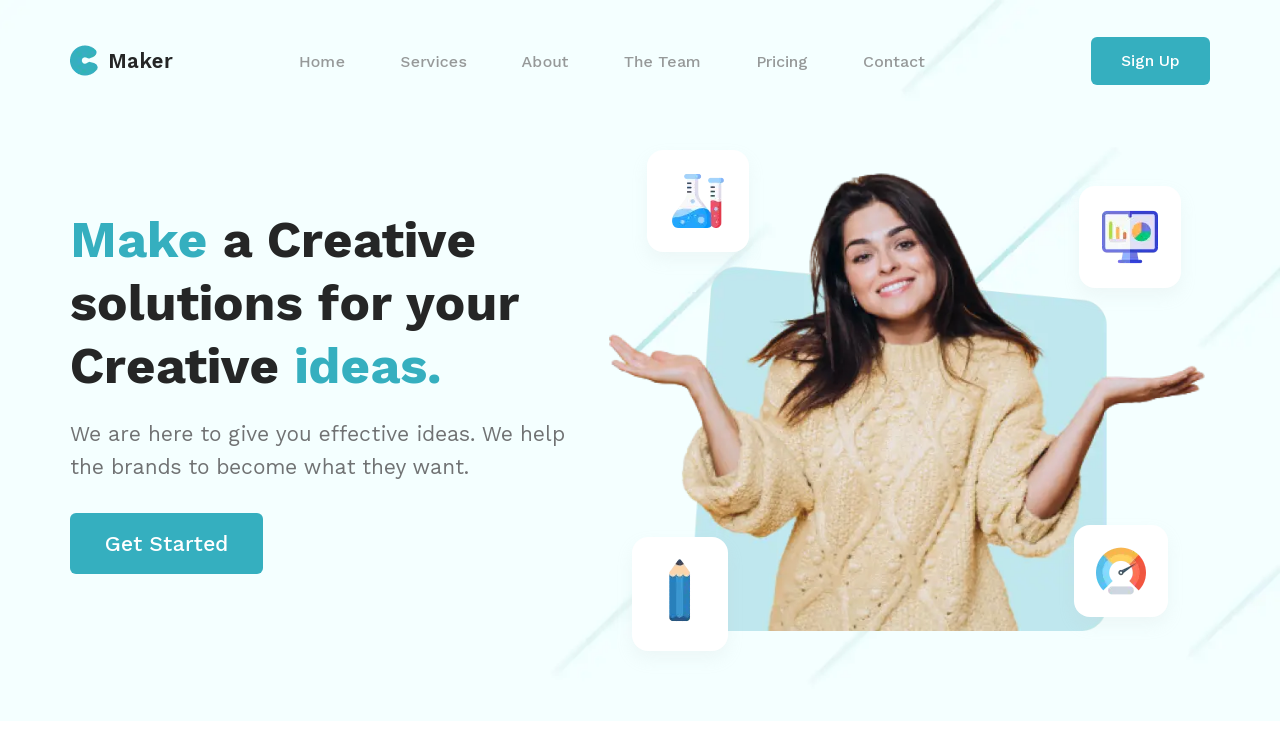 Maker
Home Services About The Team Pricing Contact
Sign Up
Make a Creative
solutions for your
Creative ideas.
We are here to give you effective ideas. We help
the brands to become what they want.
Get Started